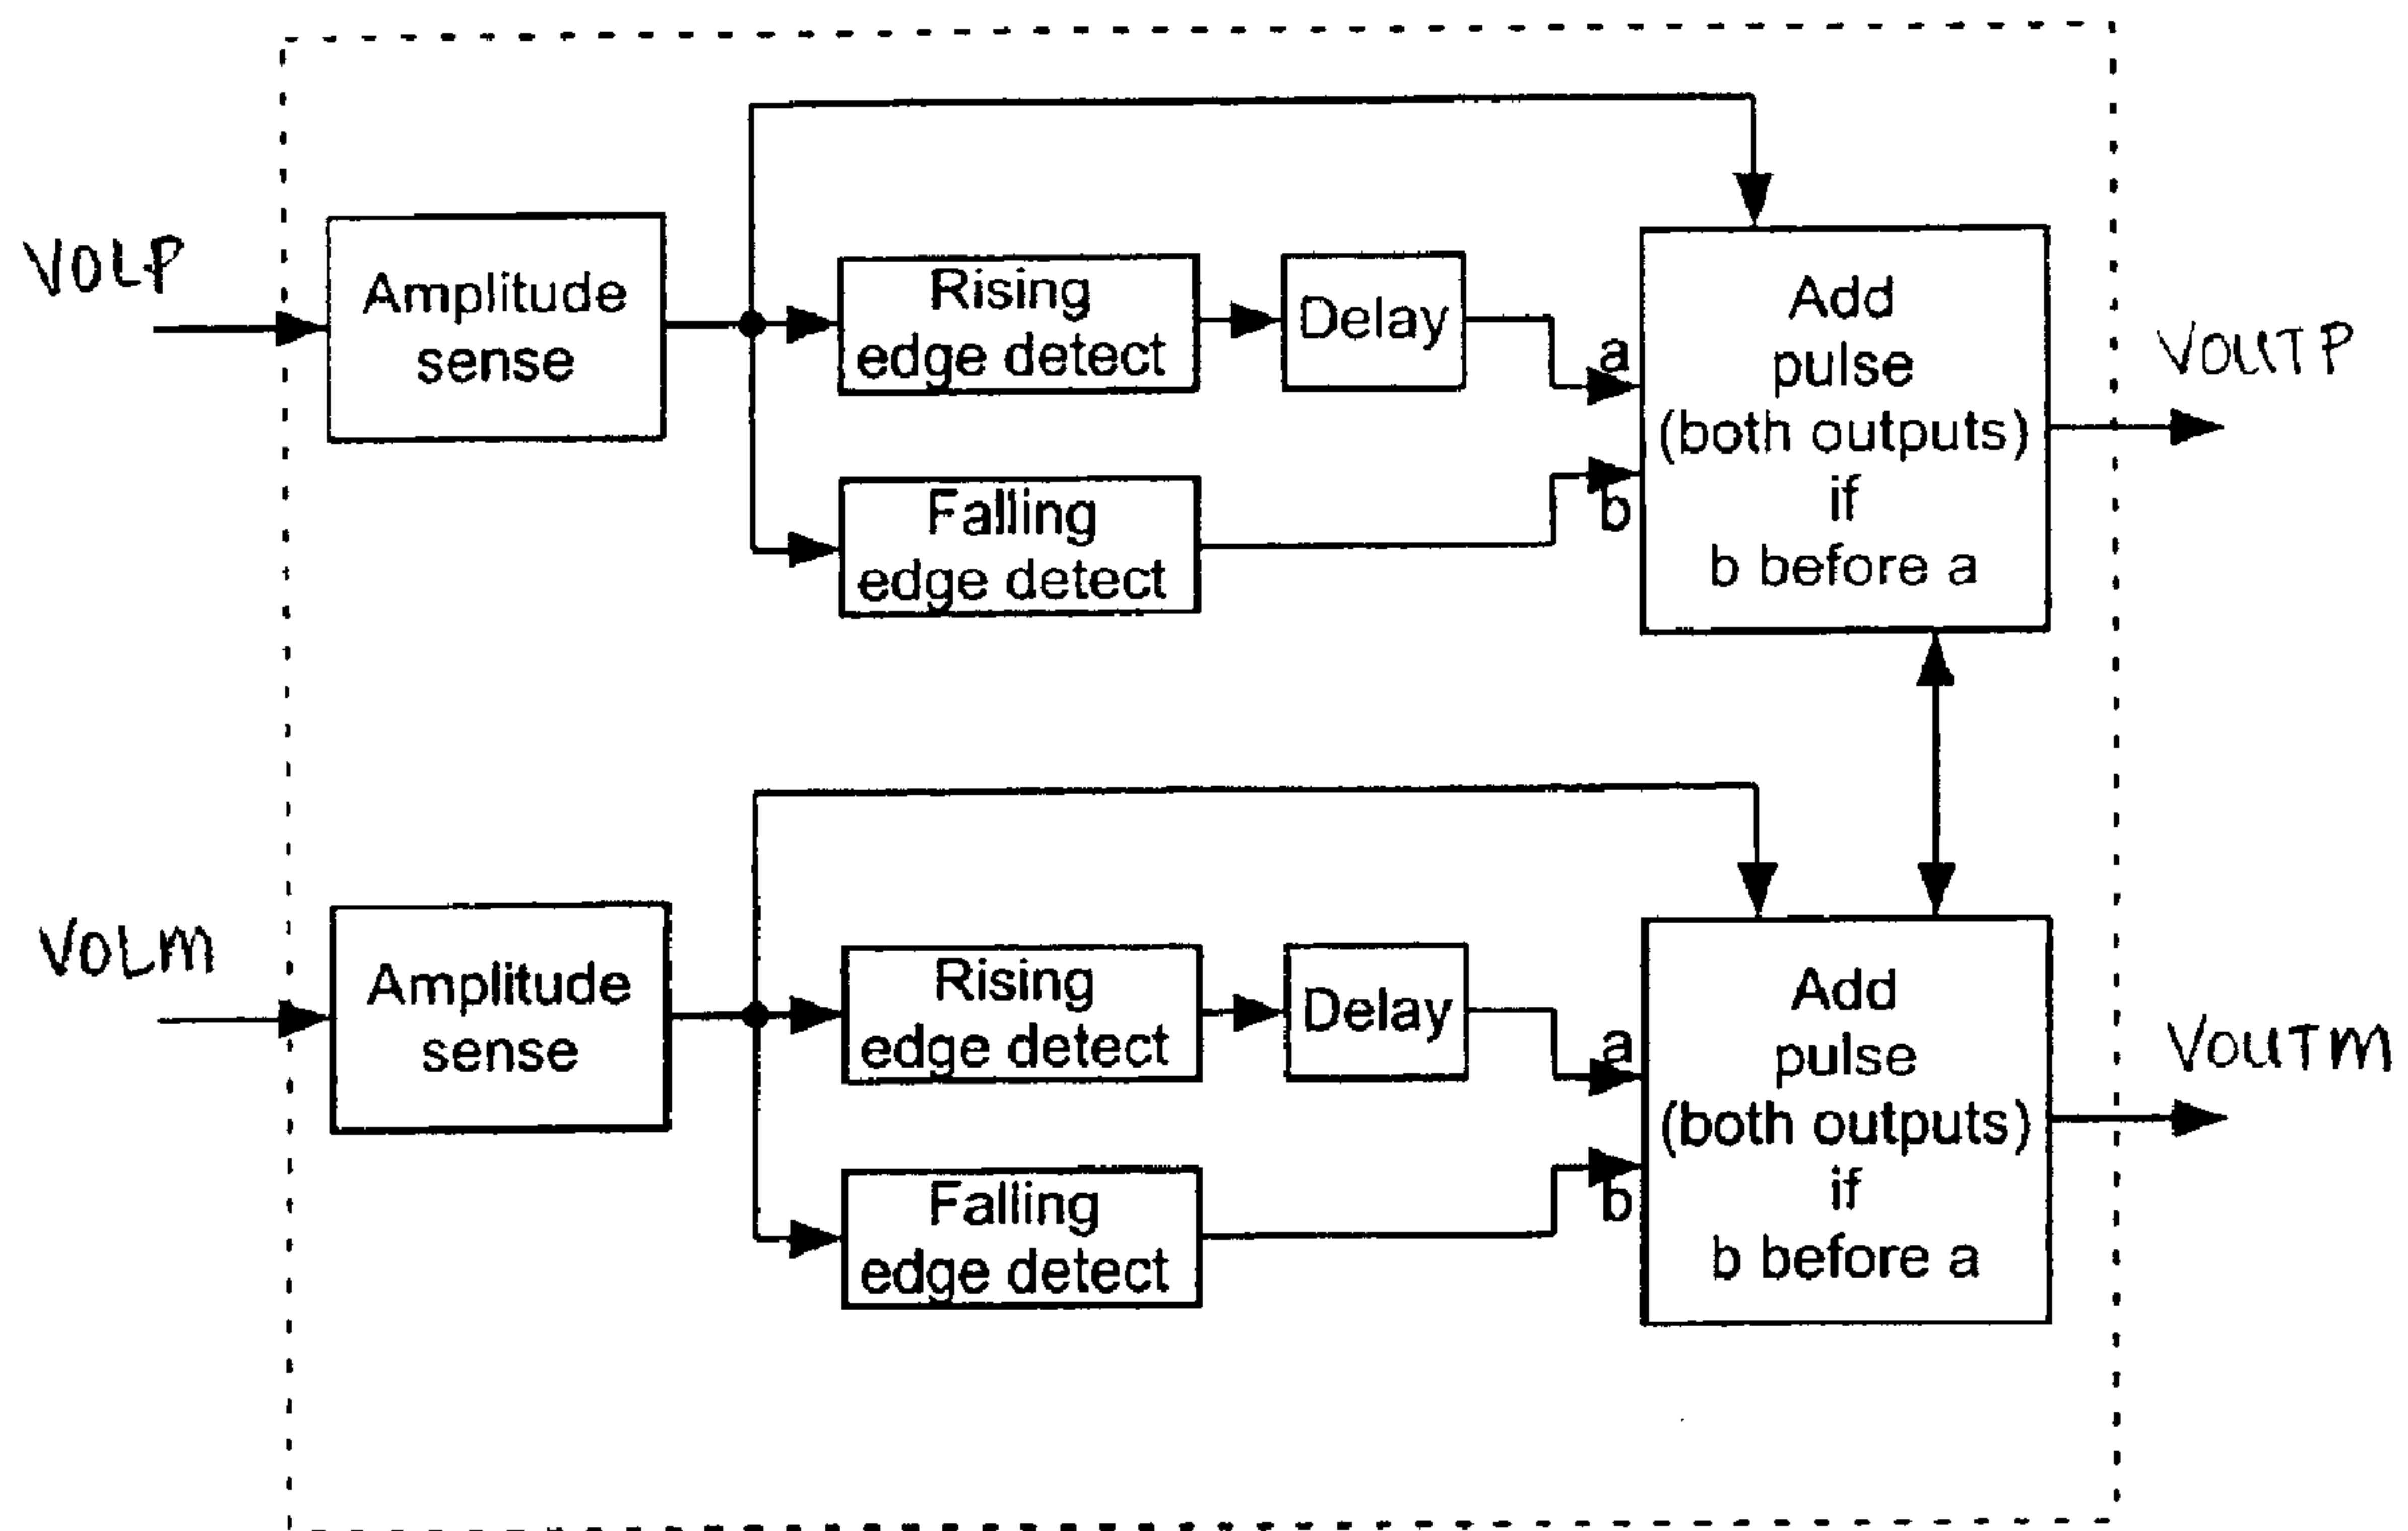 VOLP
Amplitude
sense
Rising
edge detect
Delay
a
Falling
edge detect
b
Add
pulse
(both outputs)
if
b before a
VOUTP
VOLM
Amplitude
sense
Rising
edge detect
Delay
a
Falling
edge detect
b
Add
pulse
(both outputs)
if
b before a
VOUTM